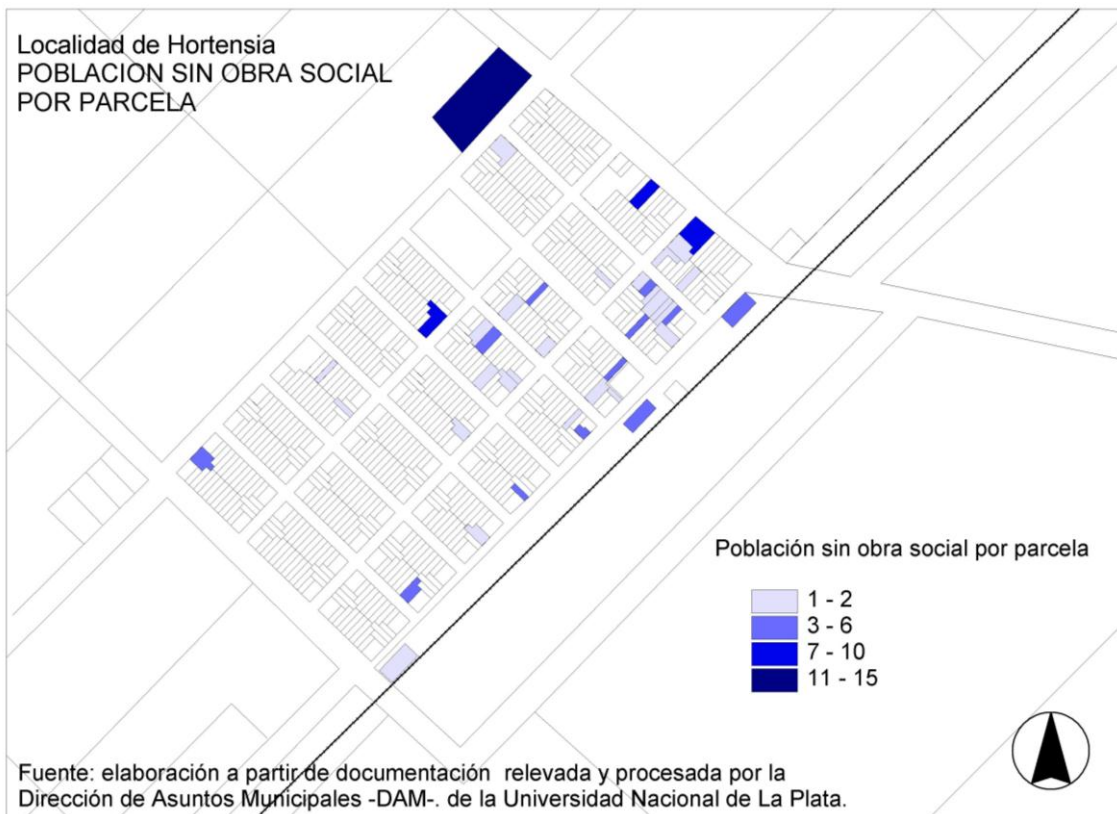 Localidad de Hortensia
POBLACION SIN OBRA SOCIAL
POR PARCELA
Población sin obra social por parcela
1 - 2
3 - 6
7 - 10
11 - 15
Fuente: elaboración a partir de documentación relevada y procesada por la
Dirección de Asuntos Municipales -DAM-. de la Universidad Nacional de La Plata.